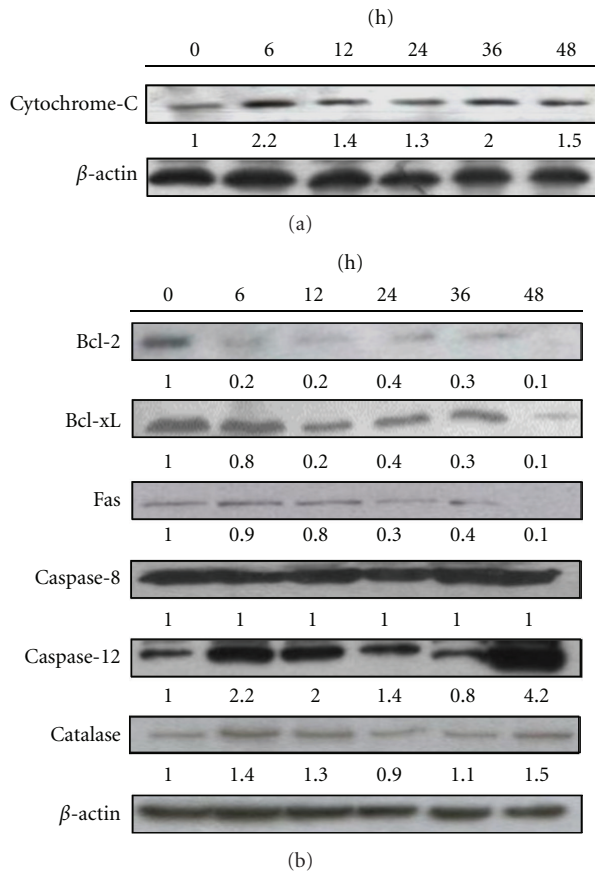 (h)
0 6 12 24 36 48
Cytochrome-C
1 2.2 1.4 1.3 2 1.5
β-actin
(a)
(h)
0 6 12 24 36 48
Bcl-2
1 0.2 0.2 0.4 0.3 0.1
Bcl-xL
1 0.8 0.2 0.4 0.3 0.1
Fas
1 0.9 0.8 0.3 0.4 0.1
Caspase-8
1 1 1 1 1 1
Caspase-12
1 2.2 2 1.4 0.8 4.2
Catalase
1 1.4 1.3 0.9 1.1 1.5
β-actin
(b)